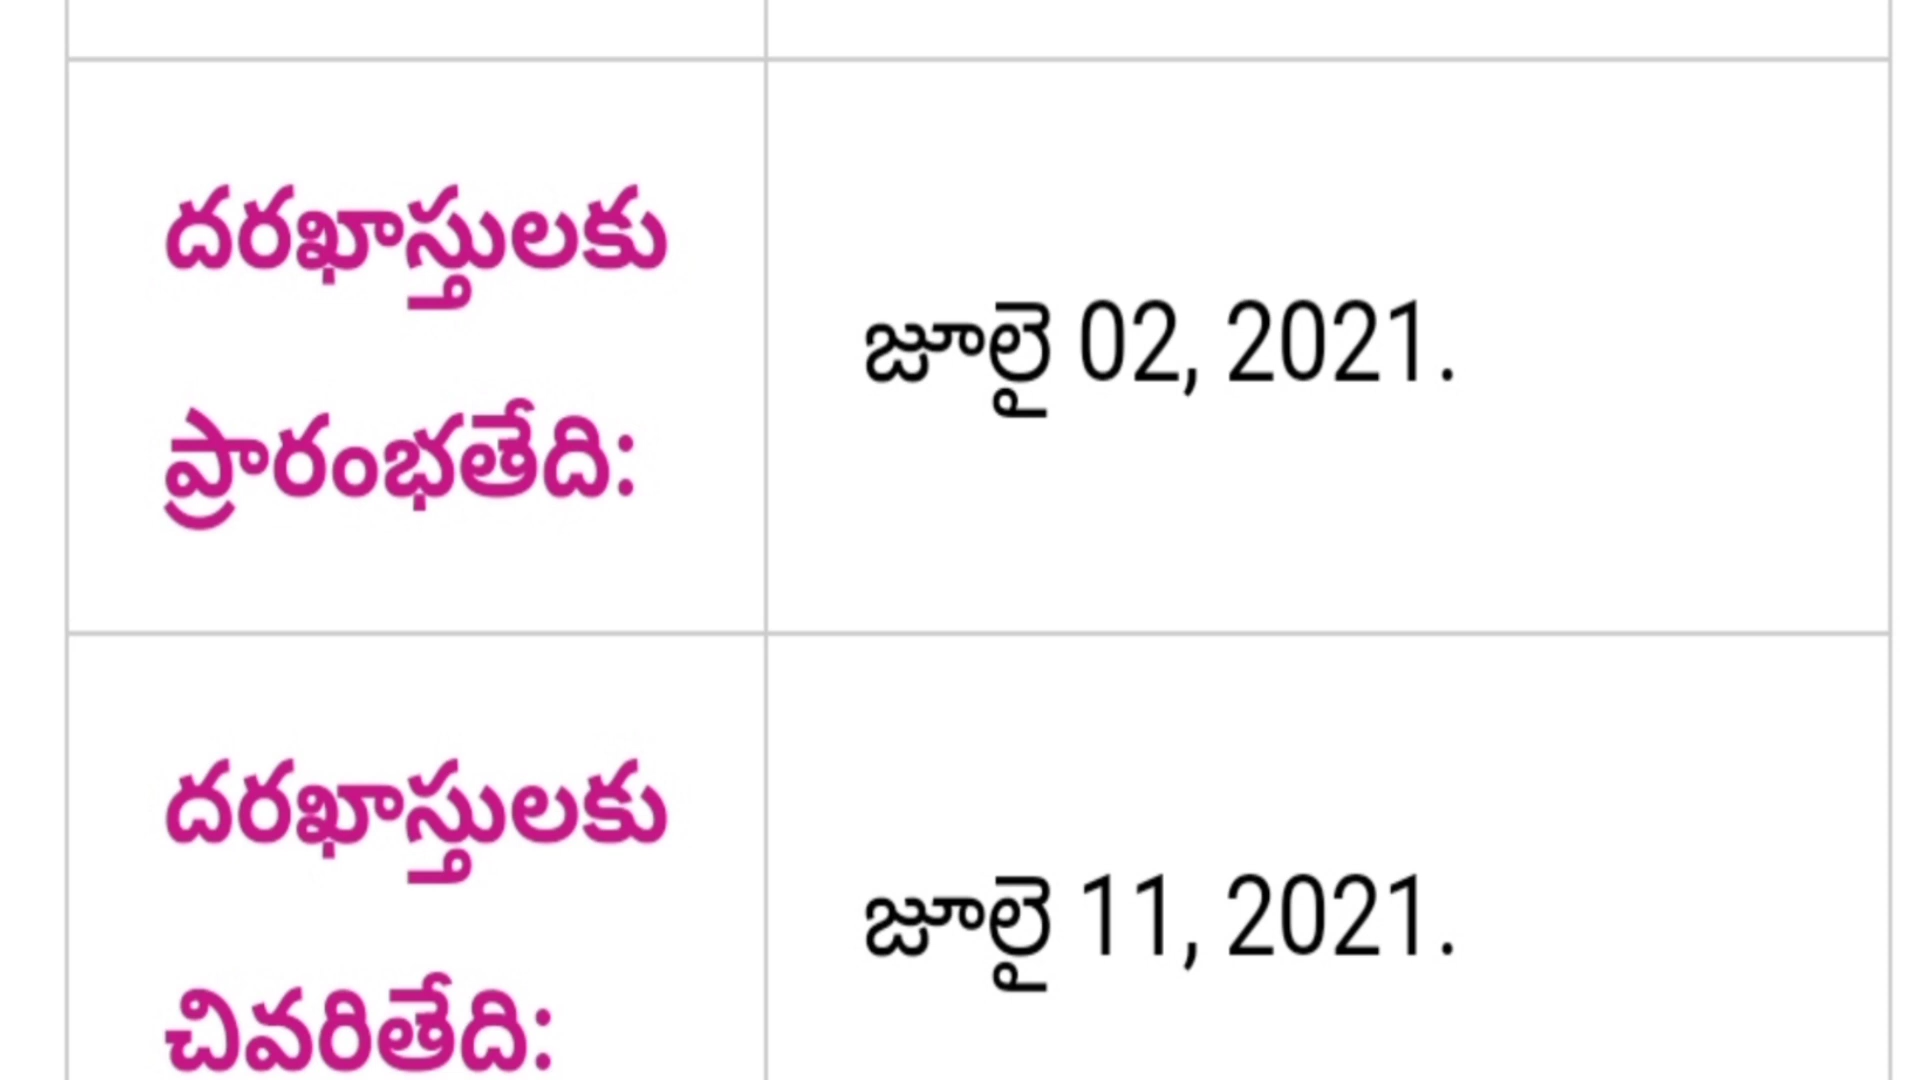 దరఖాస్తులకు
ప్రారంభతేది:
జూలై 02, 2021.
దరఖాస్తులకు
చివరితేది:
జూలై 11, 2021.